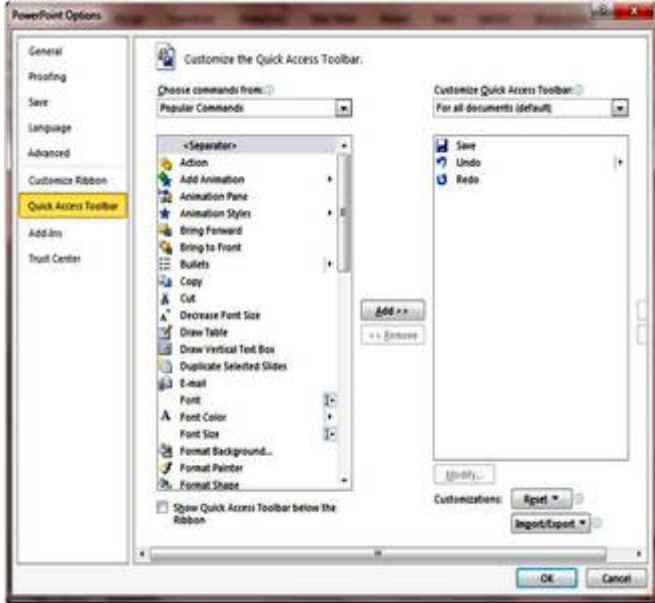 PowerPoint Options
General
Proofing
Save
Language
Advanced
Customize Ribbon
Quick Access Toolbar
Add-Ins
Trust Center
Customize the Quick Access Toolbar.
Choose commands from:
Popular Commands
<Separator>
Action
Add Animation
Animation Pane
Animation Styles
Bring Forward
Bring to Front
Bullets
Copy
Cut
Decrease Font Size
Draw Table
Draw Vertical Text Box
Duplicate Selected Slides
E-mail
Font
Font Color
Font Size
Format Background...
Format Painter
Format Shape
Show Quick Access Toolbar below the
Ribbon
Add >>
<< Remove
Customize Quick Access Toolbar:
For all documents (default)
Save
Undo
Redo
Modify...
Customizations:
Reset
Import/Export
OK
Cancel